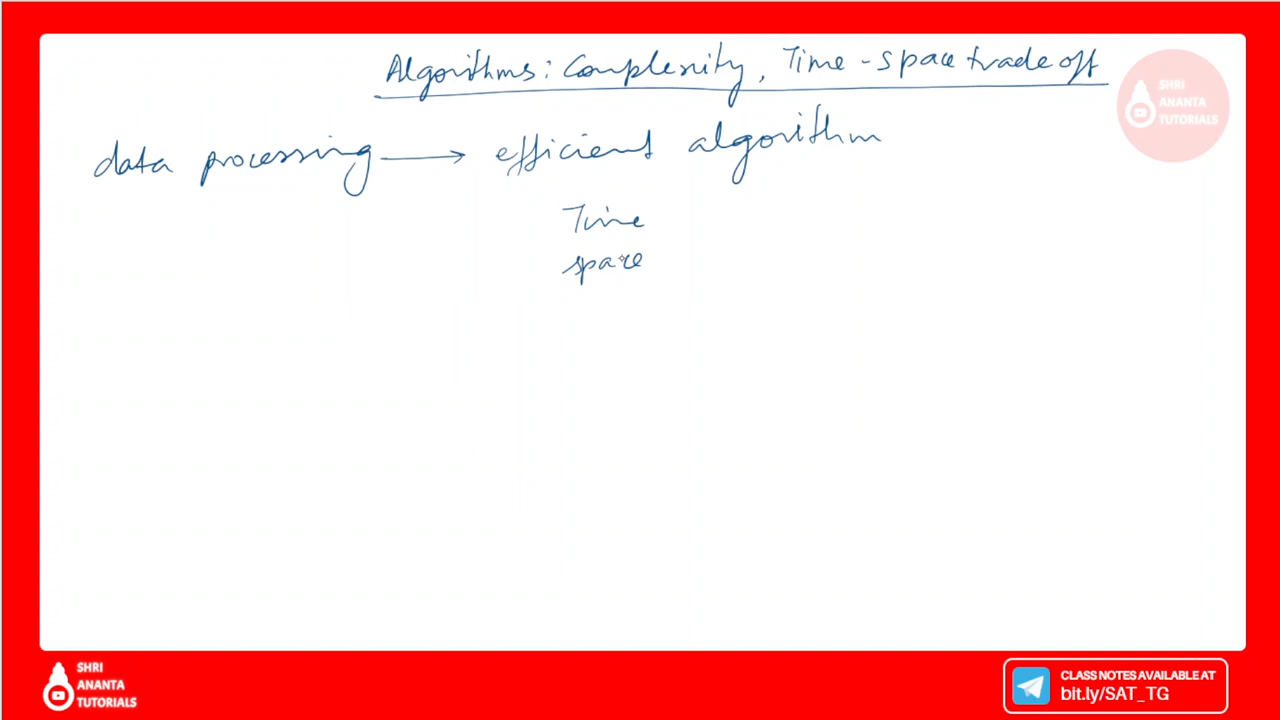 Algorithms: Complexity, Time-space trade off
SHRI
ANANTA
TUTORIALS
data processing → efficient algorithm
Time
space
SHRI
ANANTA
TUTORIALS
CLASS NOTES AVAILABLE AT
bit.ly/SAT_TG